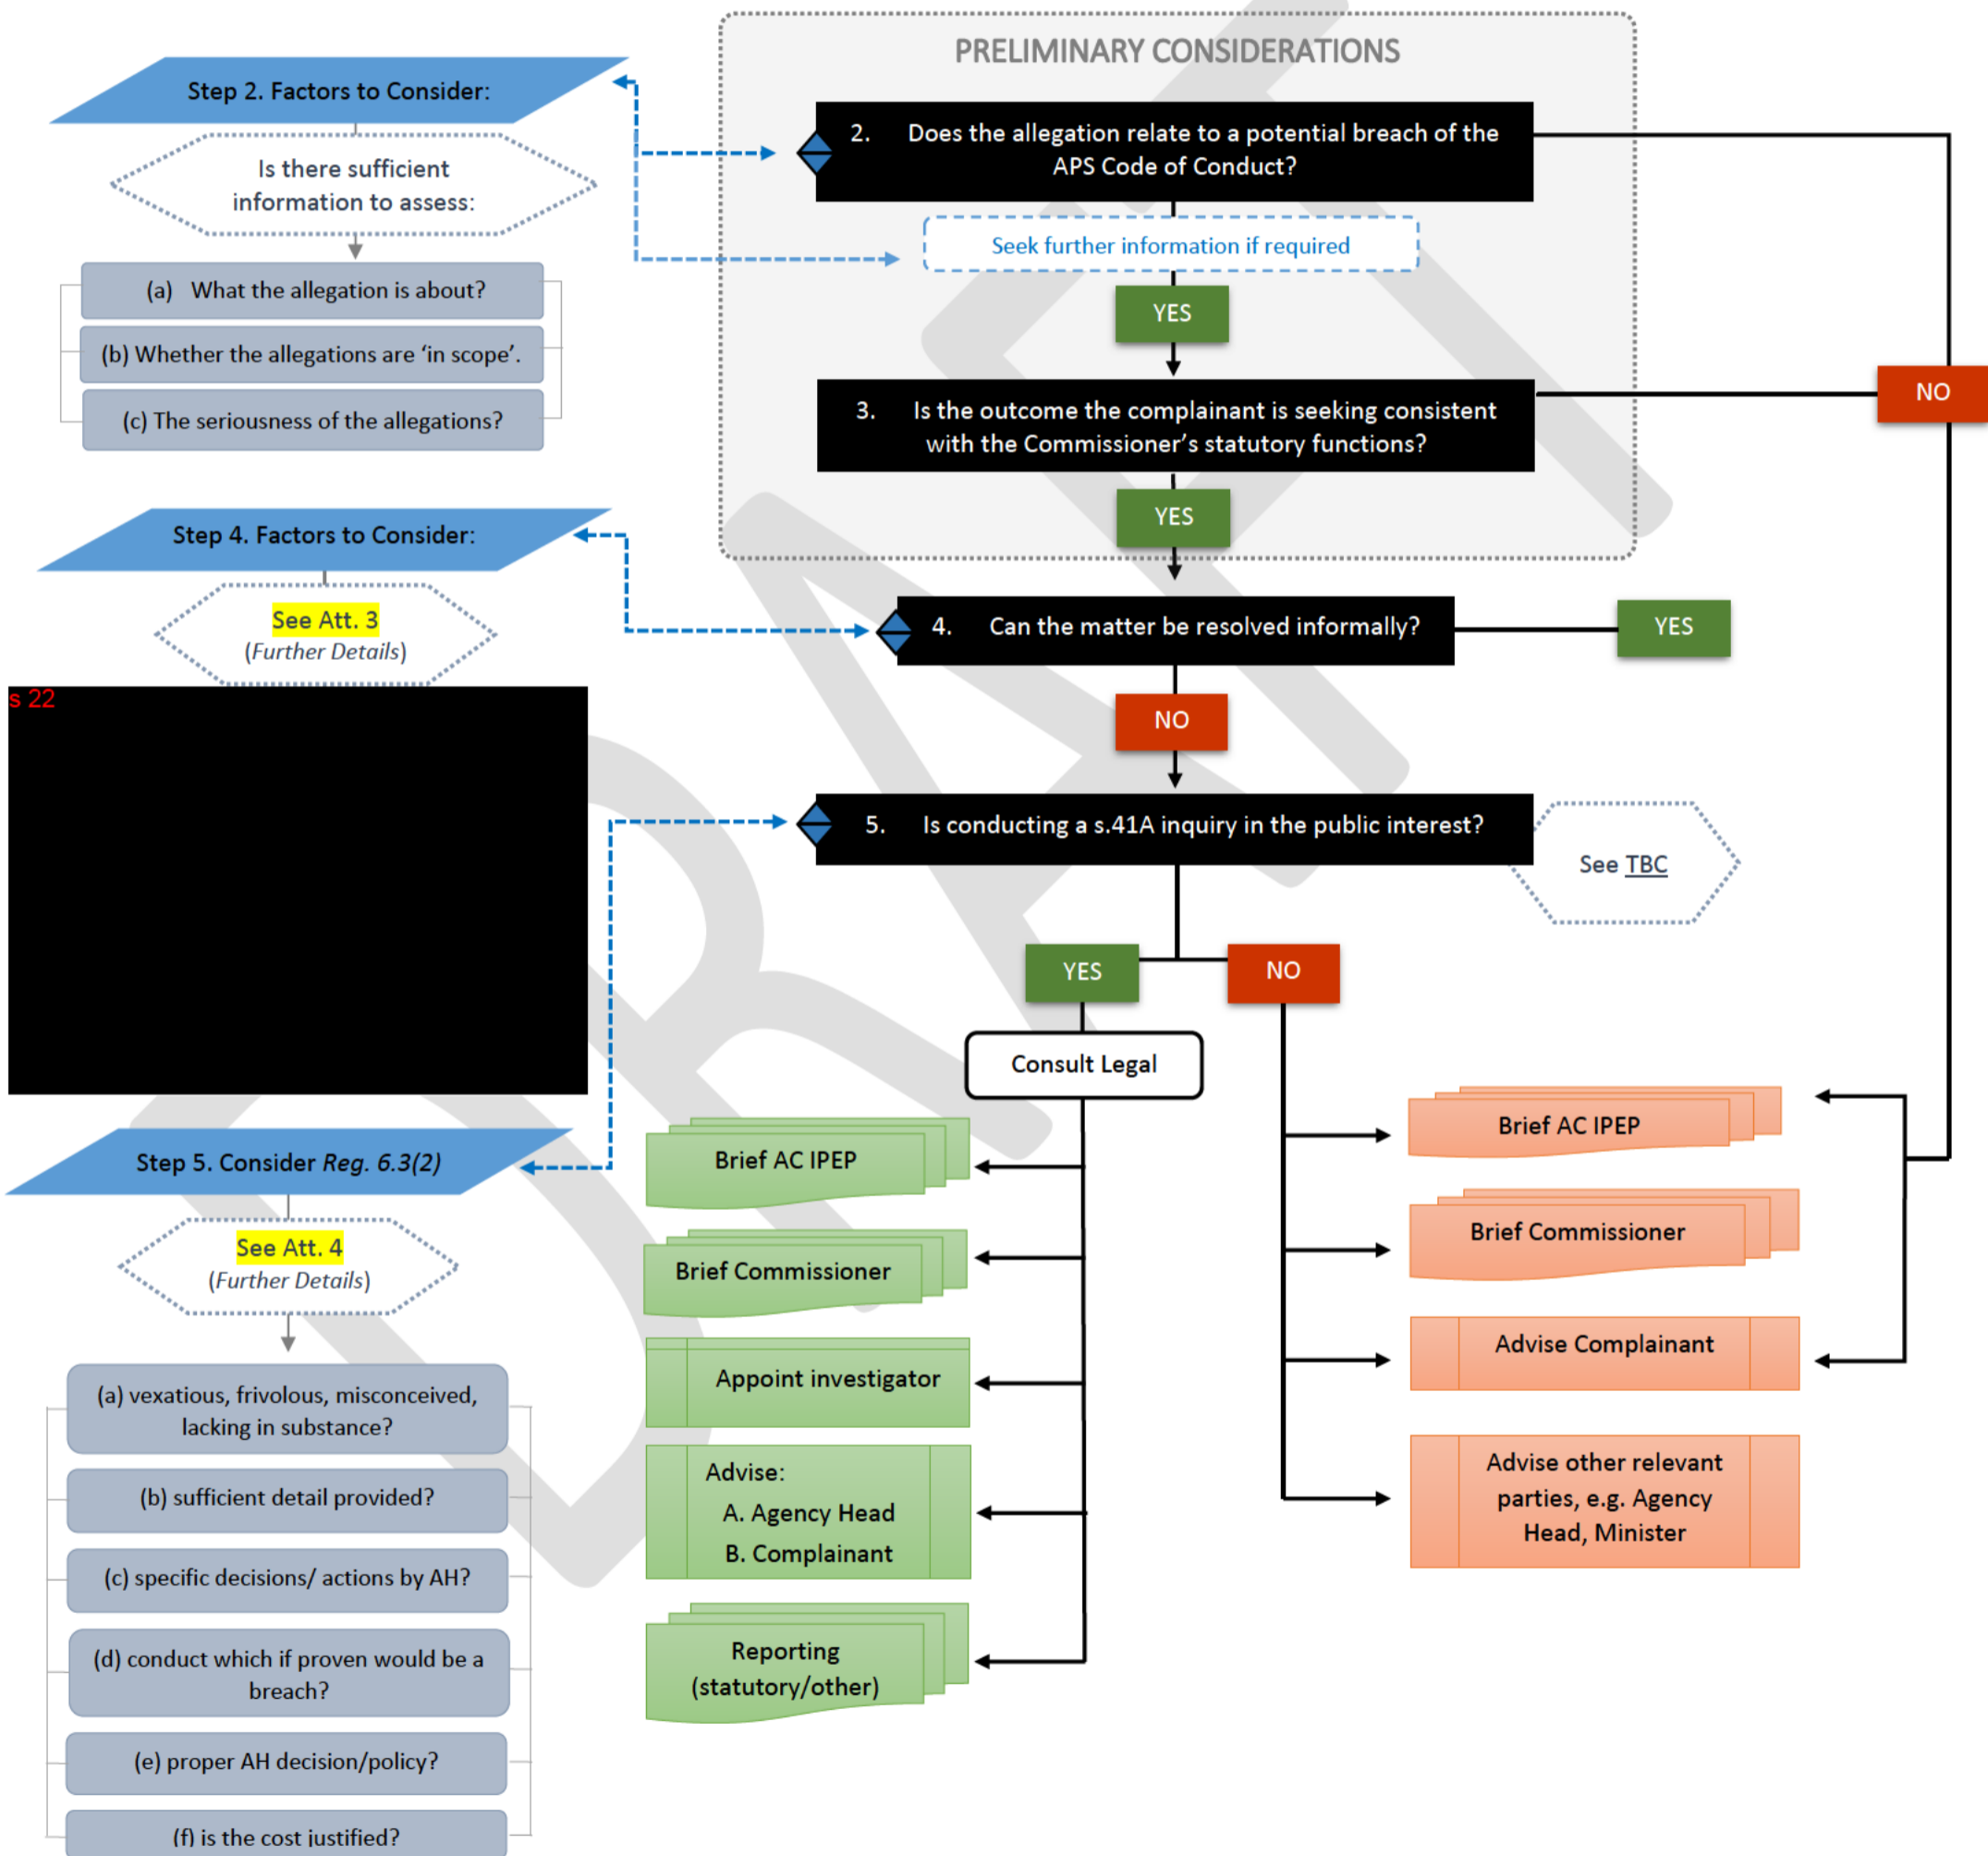 PRELIMINARY CONSIDERATIONS
Step 2. Factors to Consider:
Is there sufficient
information to assess:
(a) What the allegation is about?
(b) Whether the allegations are ‘in scope’.
(c) The seriousness of the allegations?
2. Does the allegation relate to a potential breach of the
APS Code of Conduct?
Seek further information if required
YES
3. Is the outcome the complainant is seeking consistent
with the Commissioner’s statutory functions?
NO
YES
Step 4. Factors to Consider:
See Att. 3
(Further Details)
s 22
4. Can the matter be resolved informally?
YES
NO
5. Is conducting a s.41A inquiry in the public interest?
See TBC
YES
NO
Consult Legal
Brief AC IPEP
Brief Commissioner
Appoint investigator
Advise:
A. Agency Head
B. Complainant
Reporting
(statutory/other)
Brief AC IPEP
Brief Commissioner
Advise Complainant
Advise other relevant
parties, e.g. Agency
Head, Minister
Step 5. Consider Reg. 6.3(2)
See Att. 4
(Further Details)
(a) vexatious, frivolous, misconceived,
lacking in substance?
(b) sufficient detail provided?
(c) specific decisions/ actions by AH?
(d) conduct which if proven would be a
breach?
(e) proper AH decision/policy?
(f) is the cost justified?
DRAFT